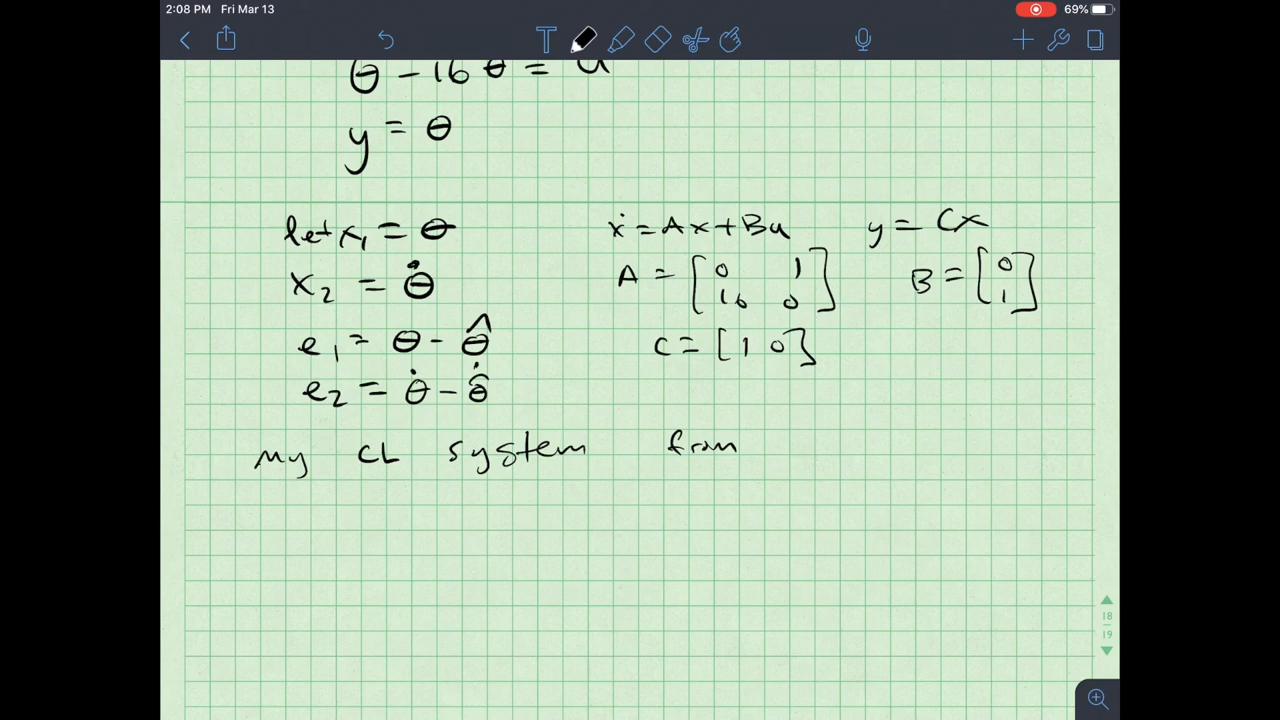 2:08 PM Fri Mar 13 69%
θ̈ - 16 θ = u
y = θ
let x₁ = θ
x₂ = θ̇
e₁ = θ - θ̂
e₂ = θ̇ - θ̂̇
ẋ = Ax + Bu y = Cx
A = [0 1
16 0] B = [0
1]
C = [1 0]
my CL system from
18
19